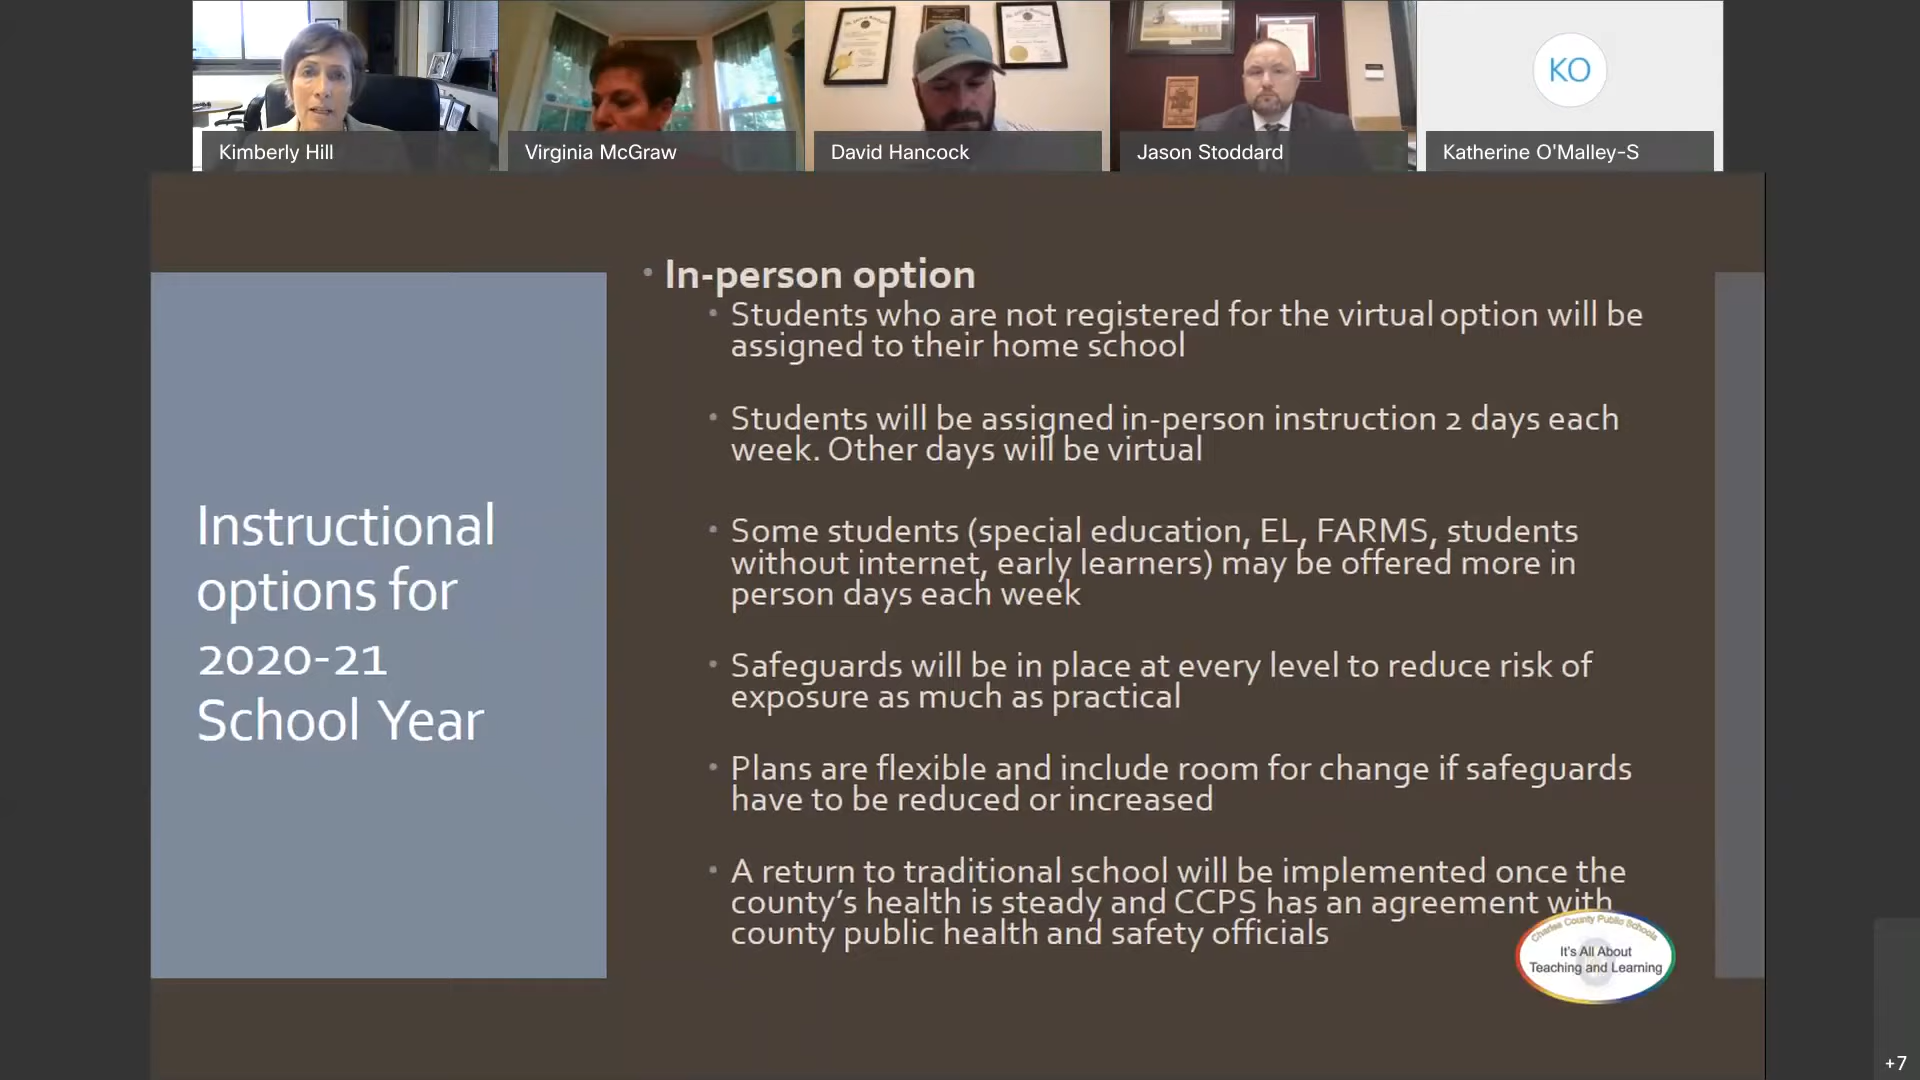 Kimberly Hill
Virginia McGraw
David Hancock
Jason Stoddard
KO
Katherine O'Malley-S
Instructional
options for
2020-21
School Year
• In-person option
• Students who are not registered for the virtual option will be
assigned to their home school
• Students will be assigned in-person instruction 2 days each
week. Other days will be virtual
• Some students (special education, EL, FARMS, students
without internet, early learners) may be offered more in
person days each week
• Safeguards will be in place at every level to reduce risk of
exposure as much as practical
• Plans are flexible and include room for change if safeguards
have to be reduced or increased
• A return to traditional school will be implemented once the
county’s health is steady and CCPS has an agreement with
county public health and safety officials
Charles County Public Schools
It's All About
Teaching and Learning
+7